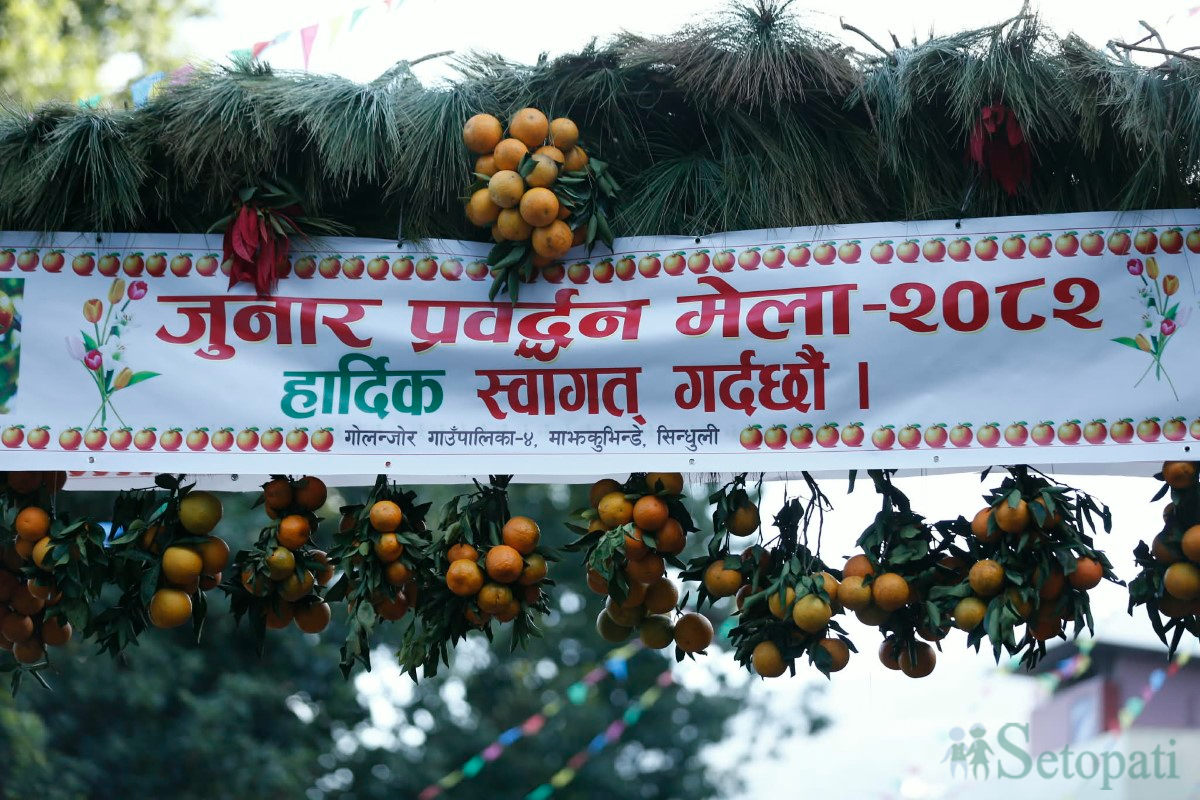 जुनार प्रवर्द्धन मेला-२०८२
हार्दिक स्वागत् गर्दछौं ।
गोलन्जोर गाउँपालिका-४, माझकुभिन्डे, सिन्धुली
Setopati